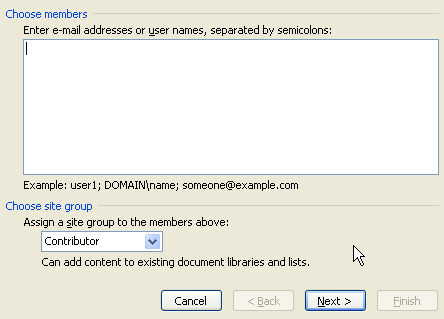 Choose members
Enter e-mail addresses or user names, separated by semicolons:
Example: user1; DOMAIN\name; someone@example.com
Choose site group
Assign a site group to the members above:
Contributor
Can add content to existing document libraries and lists.
Cancel < Back Next > Finish